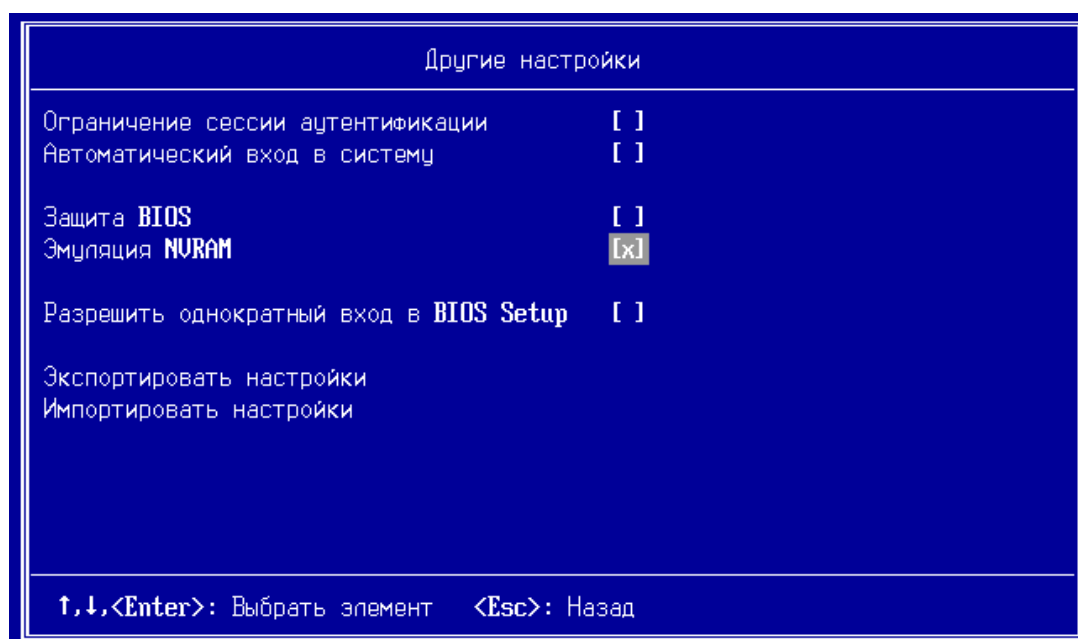 Другие настройки
Ограничение сессии аутентификации [ ]
Автоматический вход в систему [ ]
Защита BIOS [ ]
Эмуляция NVRAM [x]
Разрешить однократный вход в BIOS Setup [ ]
Экспортировать настройки
Импортировать настройки
↑,↓,<Enter>: Выбрать элемент <Esc>: Назад